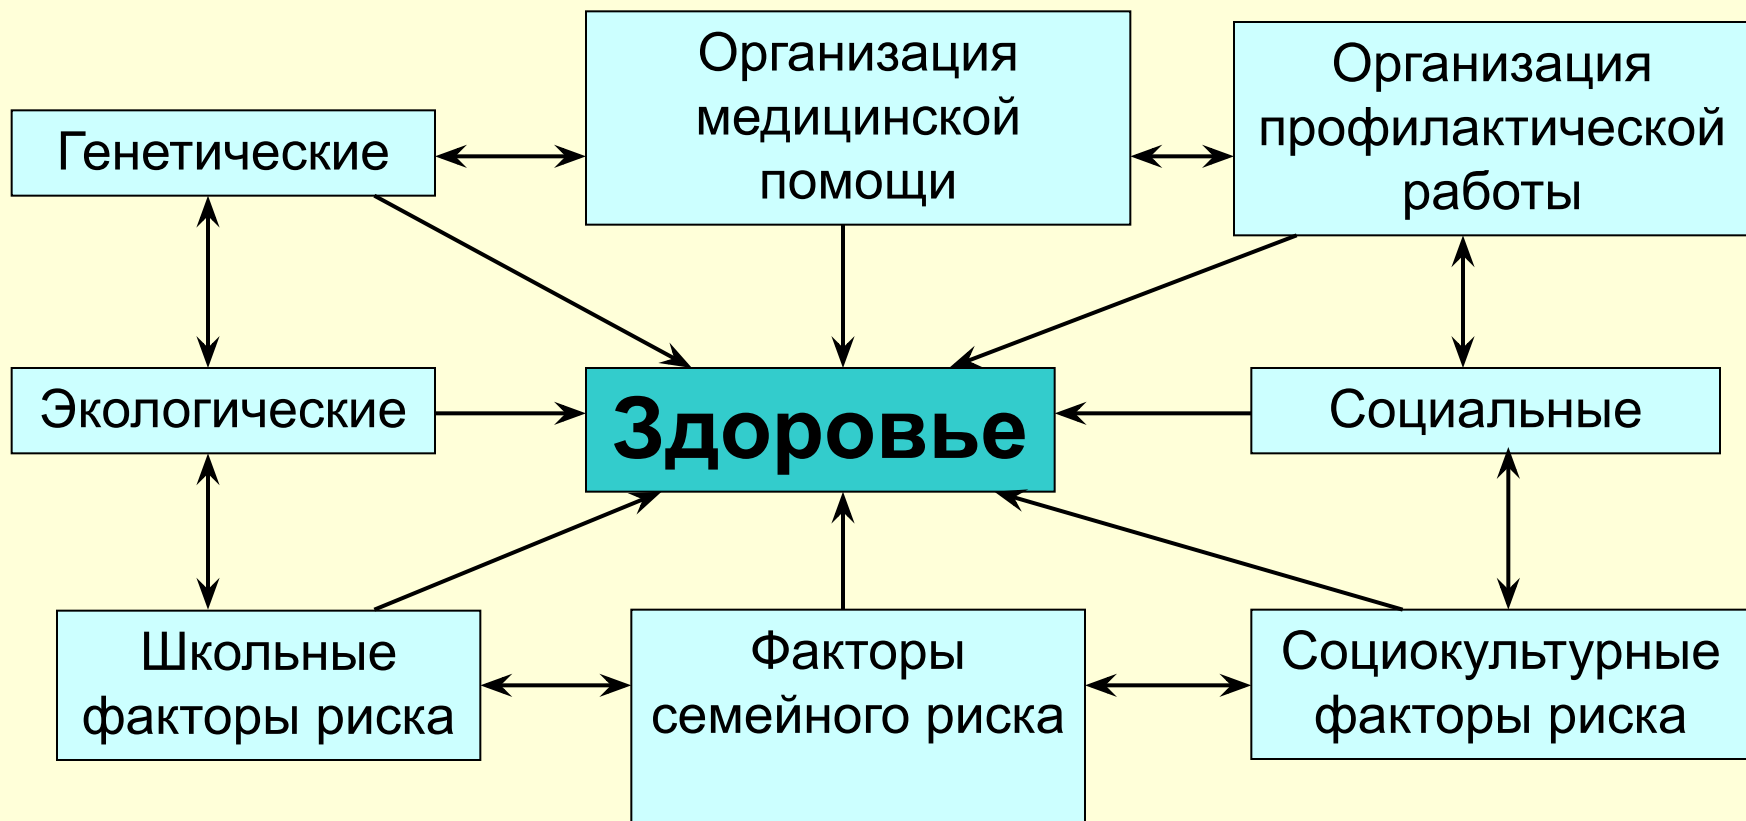 Генетические
Организация
медицинской
помощи
Организация
профилактической
работы
Экологические
Здоровье
Социальные
Школьные
факторы риска
Факторы
семейного риска
Социокультурные
факторы риска